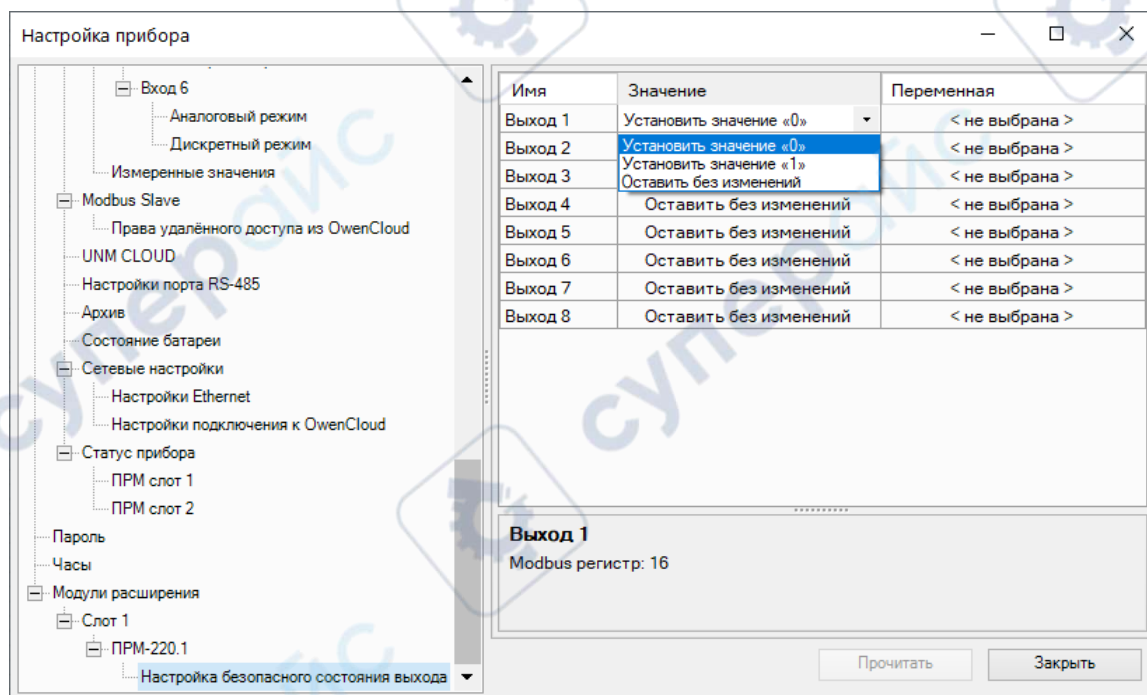 Настройка прибора
Вход 6
Аналоговый режим
Дискретный режим
Измеренные значения
Modbus Slave
Права удалённого доступа из OwenCloud
UNM CLOUD
Настройки порта RS-485
Архив
Состояние батареи
Сетевые настройки
Настройки Ethernet
Настройки подключения к OwenCloud
Статус прибора
ПРМ слот 1
ПРМ слот 2
Пароль
Часы
Модули расширения
Слот 1
ПРМ-220.1
Настройка безопасного состояния выхода
Имя Значение Переменная
Выход 1 Установить значение «0» < не выбрана >
Выход 2 Установить значение «0» < не выбрана >
Установить значение «1»
Выход 3 Оставить без изменений < не выбрана >
Выход 4 Оставить без изменений < не выбрана >
Выход 5 Оставить без изменений < не выбрана >
Выход 6 Оставить без изменений < не выбрана >
Выход 7 Оставить без изменений < не выбрана >
Выход 8 Оставить без изменений < не выбрана >
Выход 1
Modbus регистр: 16
Прочитать Закрыть
суперайс